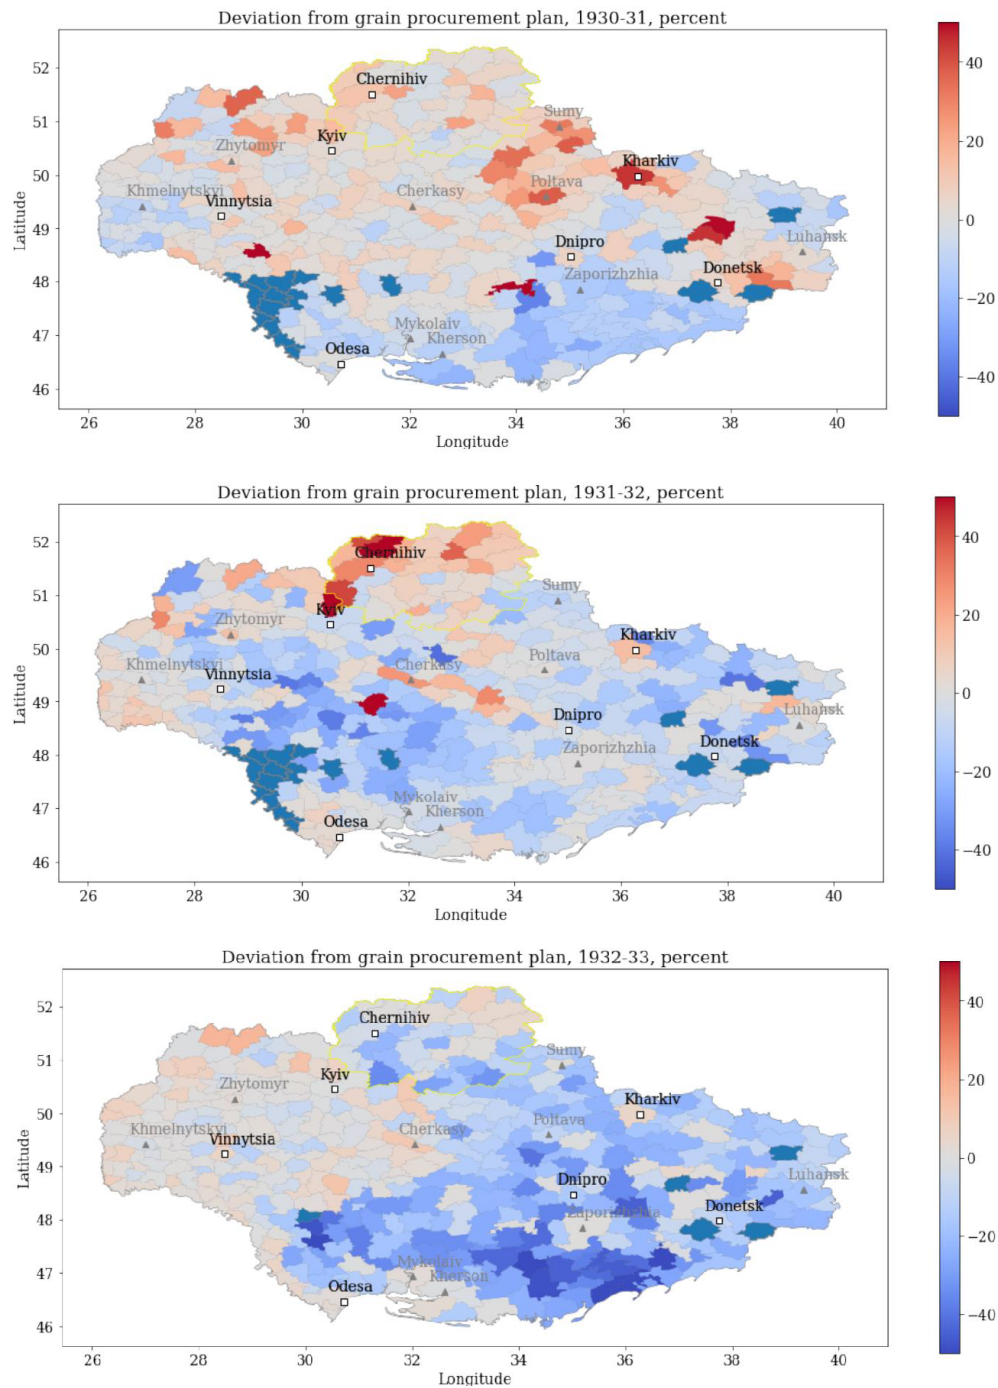 Deviation from grain procurement plan, 1930-31, percent
52
51
50
49
48
47
46
Latitude
26 28 30 32 34 36 38 40
Longitude
Chernihiv
Sumy
Kyiv
Zhytomyr
Kharkiv
Khmelnytskyi
Vinnytsia
Cherkasy
Poltava
Dnipro
Luhansk
Zaporizhzhia
Donetsk
Mykolaiv
Kherson
Odesa
40
20
0
−20
−40
Deviation from grain procurement plan, 1931-32, percent
52
51
50
49
48
47
46
Latitude
26 28 30 32 34 36 38 40
Longitude
Chernihiv
Sumy
Kyiv
Zhytomyr
Kharkiv
Khmelnytskyi
Vinnytsia
Cherkasy
Poltava
Dnipro
Luhansk
Zaporizhzhia
Donetsk
Mykolaiv
Kherson
Odesa
40
20
0
−20
−40
Deviation from grain procurement plan, 1932-33, percent
52
51
50
49
48
47
46
Latitude
26 28 30 32 34 36 38 40
Longitude
Chernihiv
Sumy
Kyiv
Zhytomyr
Kharkiv
Khmelnytskyi
Vinnytsia
Cherkasy
Poltava
Dnipro
Luhansk
Zaporizhzhia
Donetsk
Mykolaiv
Kherson
Odesa
40
20
0
−20
−40